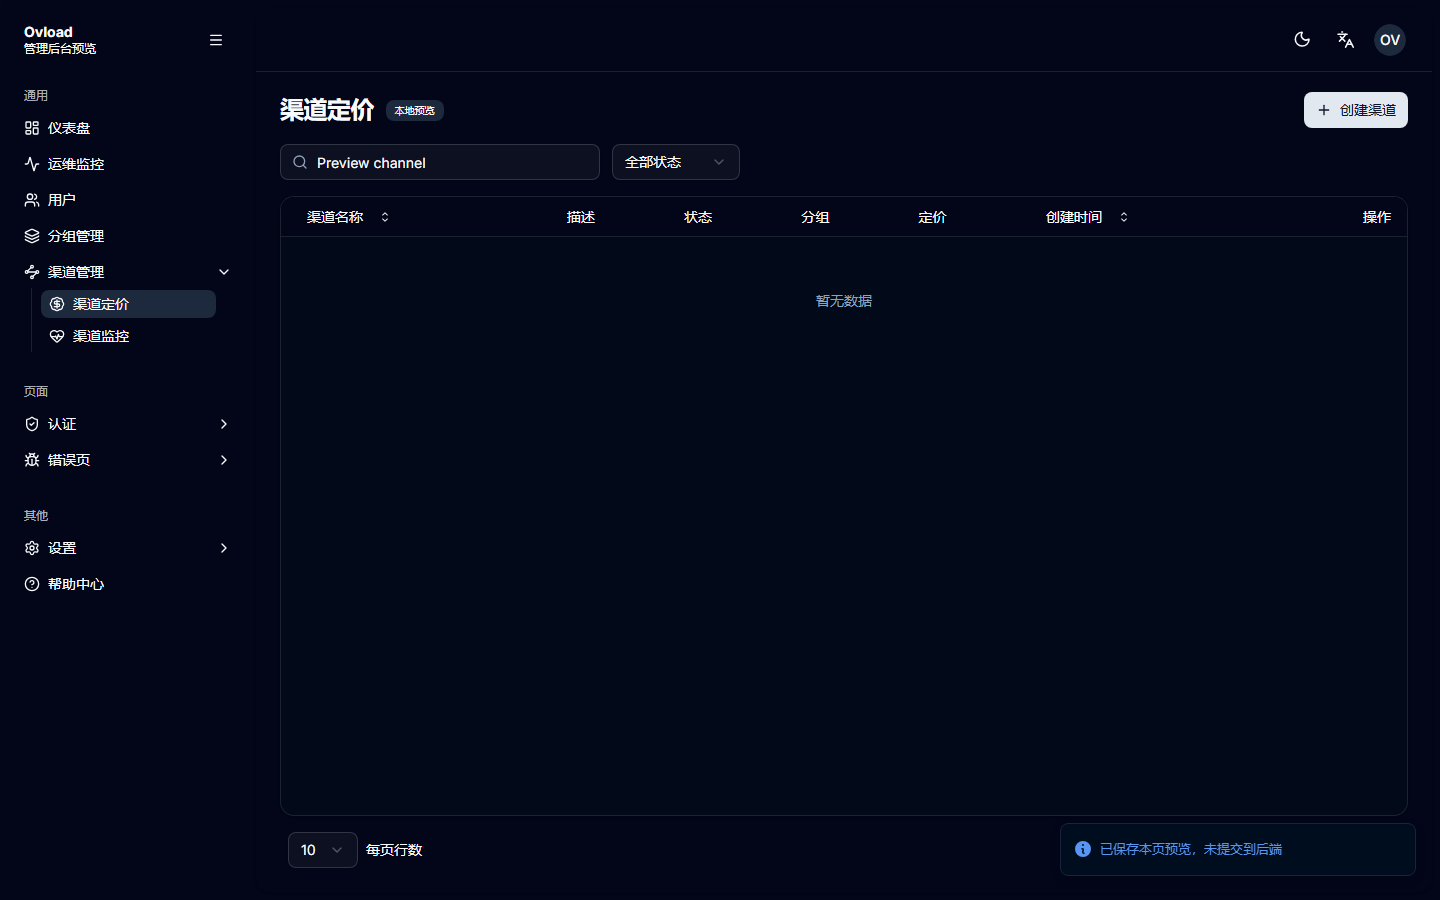 Ovload
管理后台预览
OV
通用
仪表盘
运维监控
用户
分组管理
渠道管理
渠道定价
渠道监控
页面
认证
错误页
其他
设置
帮助中心
渠道定价 本地预览
创建渠道
Preview channel 全部状态
渠道名称 描述 状态 分组 定价 创建时间 操作
暂无数据
10 每页行数
已保存本页预览，未提交到后端